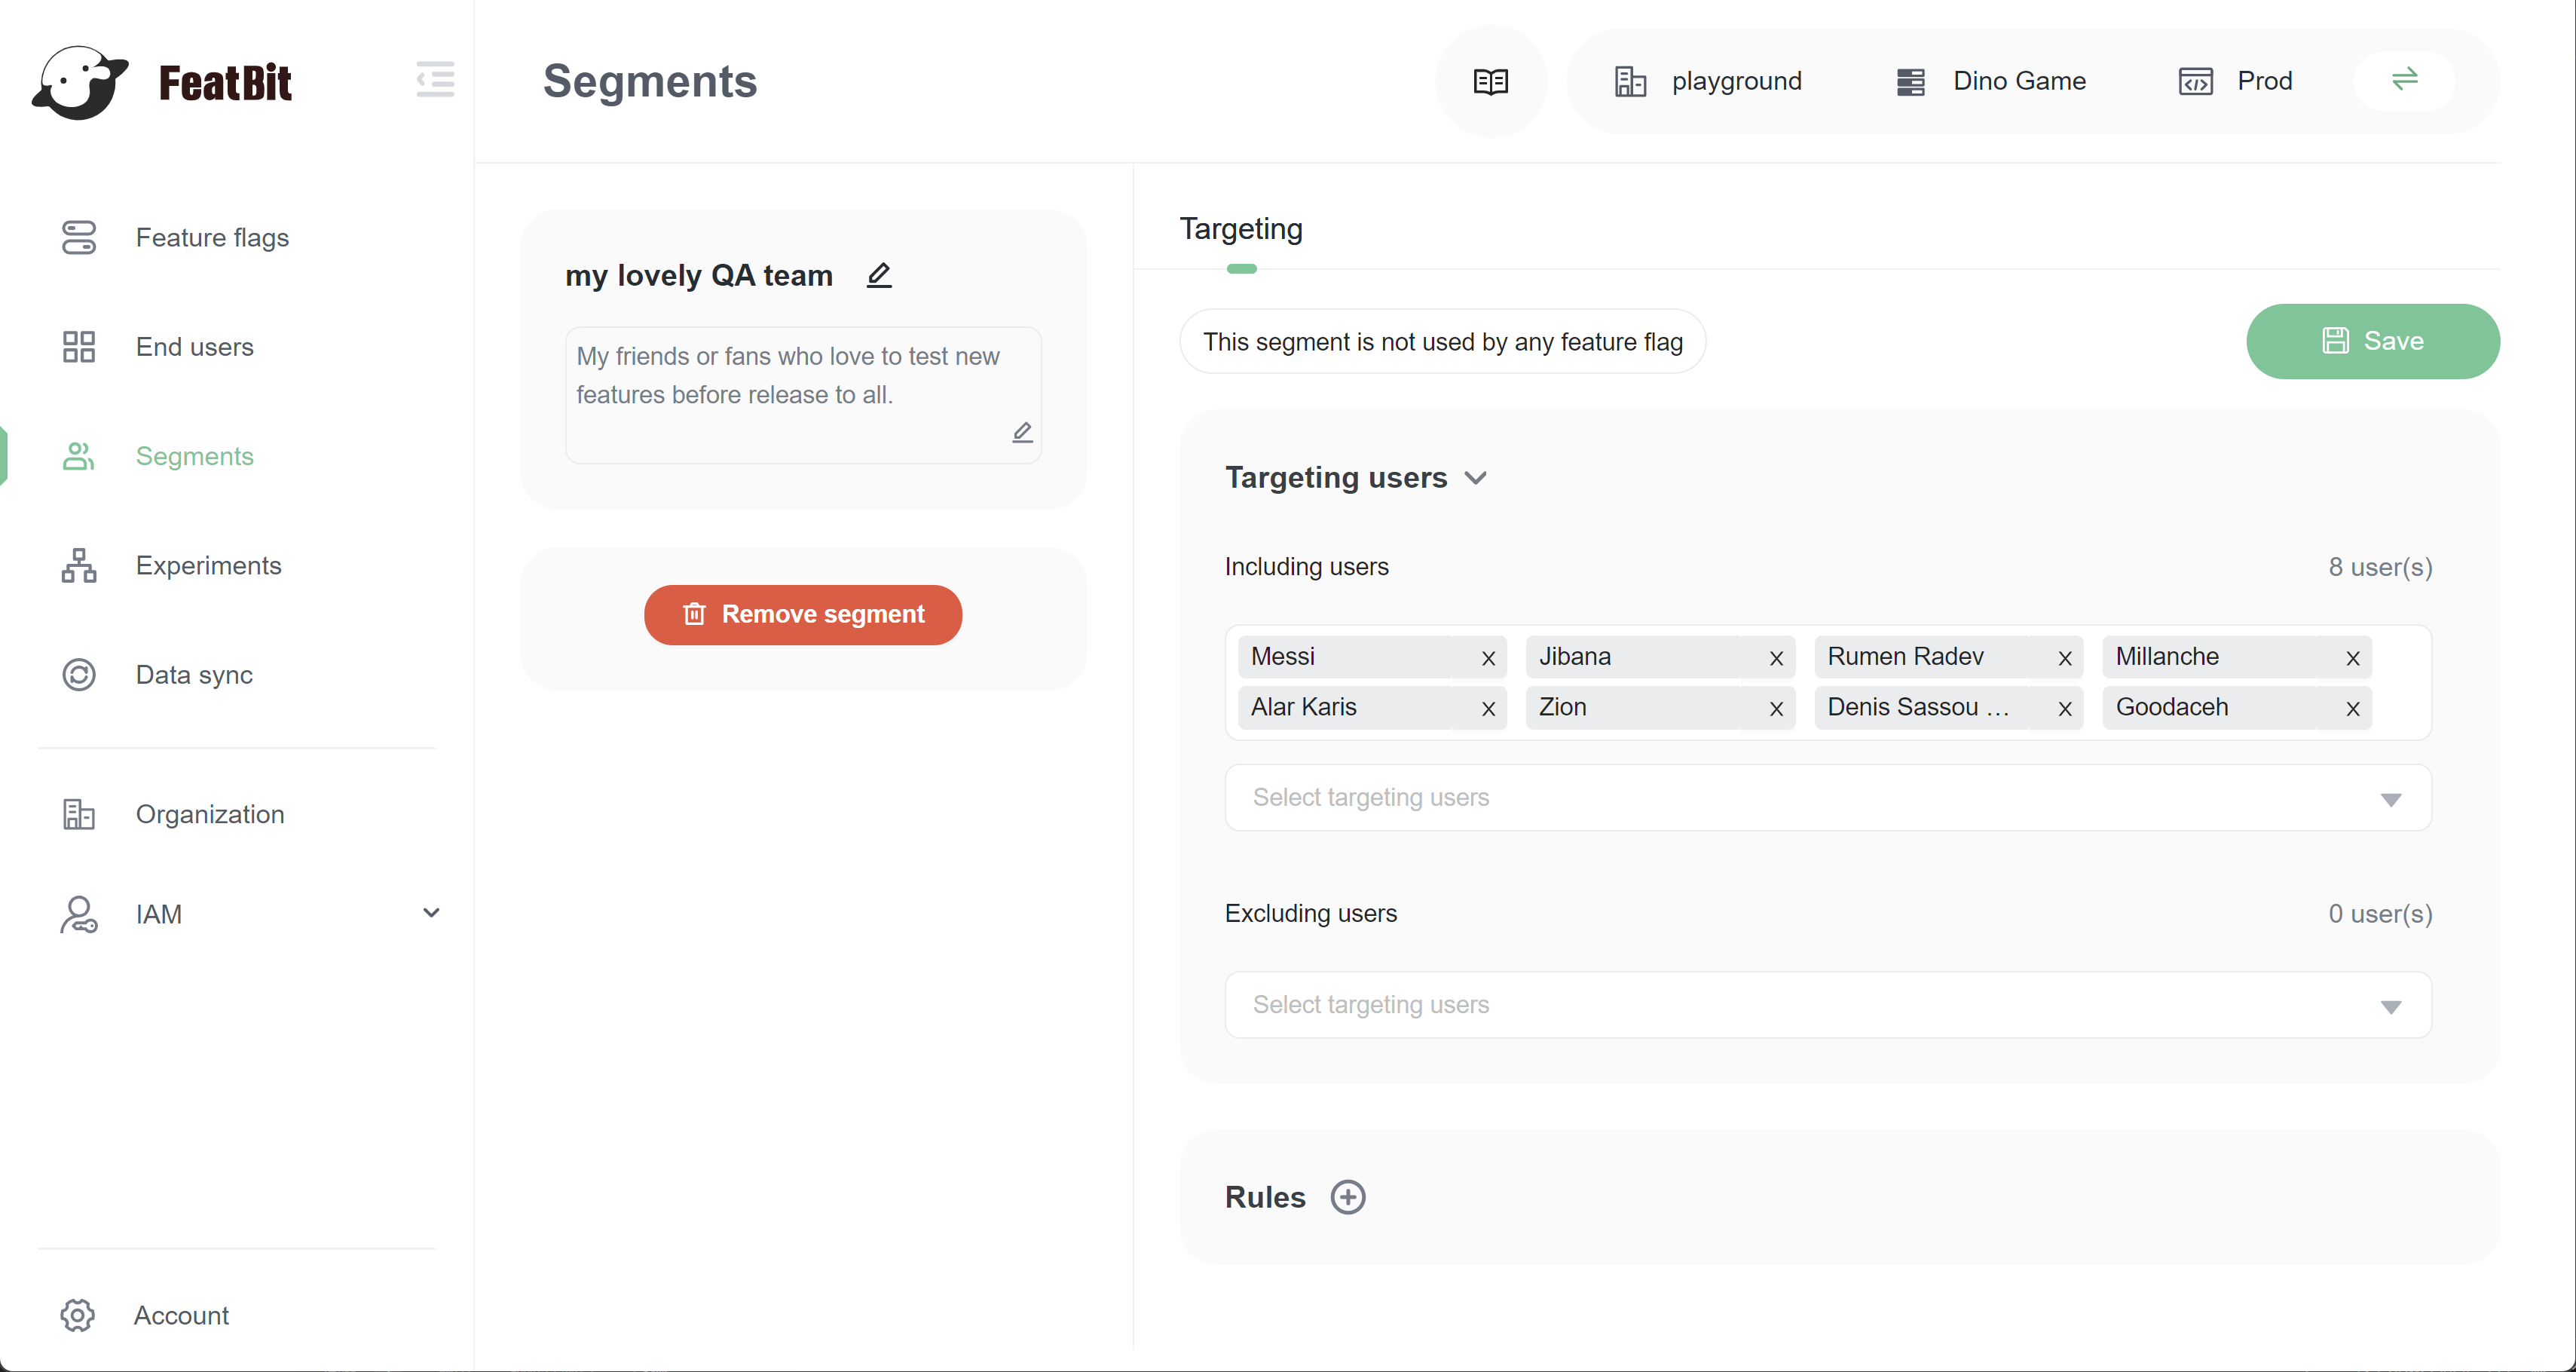 FeatBit
Segments
playground
Dino Game
Prod
Feature flags
End users
Segments
Experiments
Data sync
Organization
IAM
Account
my lovely QA team
My friends or fans who love to test new
features before release to all.
Remove segment
Targeting
This segment is not used by any feature flag
Save
Targeting users
Including users
8 user(s)
Messi x Jibana x Rumen Radev x Millanche x
Alar Karis x Zion x Denis Sassou … x Goodaceh x
Select targeting users
Excluding users
0 user(s)
Select targeting users
Rules